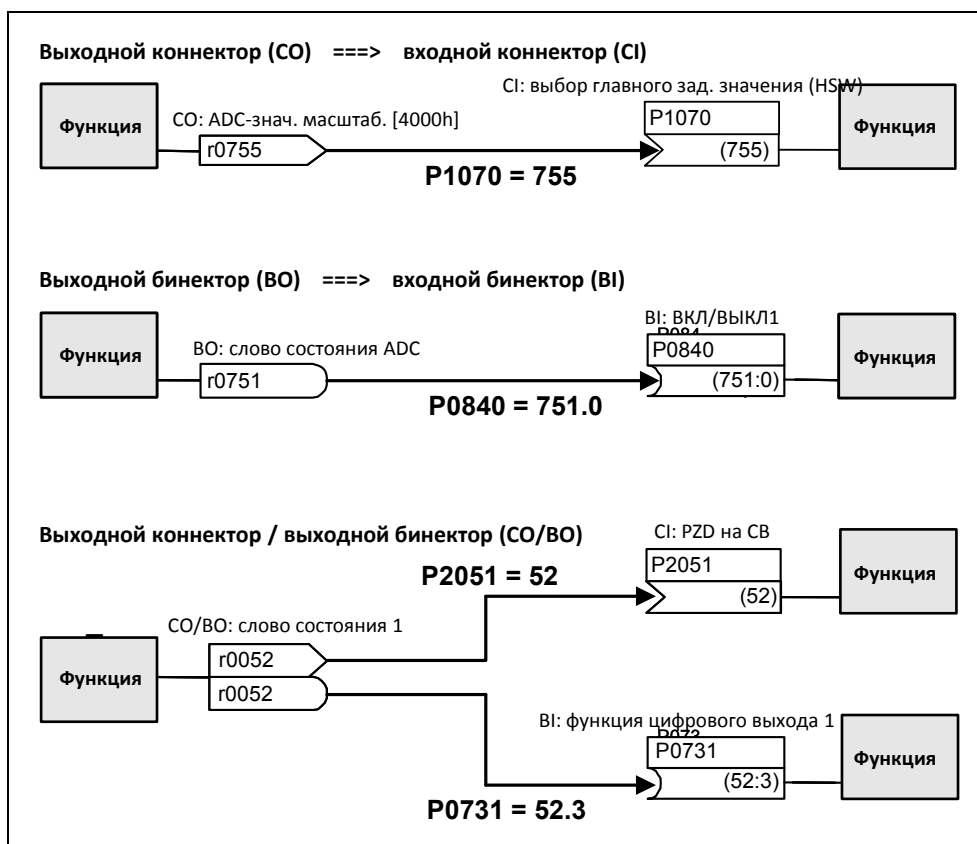 Выходной коннектор (CO) ===> входной коннектор (CI)
CI: выбор главного зад. значения (HSW)
Функция
CO: ADC-знач. масштаб. [4000h]
r0755
P1070 = 755
P1070
(755)
Функция
Выходной бинектор (BO) ===> входной бинектор (BI)
BI: ВКЛ/ВЫКЛ1
Функция
BO: слово состояния ADC
r0751
P0840 = 751.0
P084
P0840
(751:0)
Функция
Выходной коннектор / выходной бинектор (CO/BO)
P2051 = 52
CI: PZD на CB
P2051
(52)
Функция
CO/BO: слово состояния 1
Функция
r0052
r0052
BI: функция цифрового выхода 1
P073
P0731
(52:3)
Функция
P0731 = 52.3